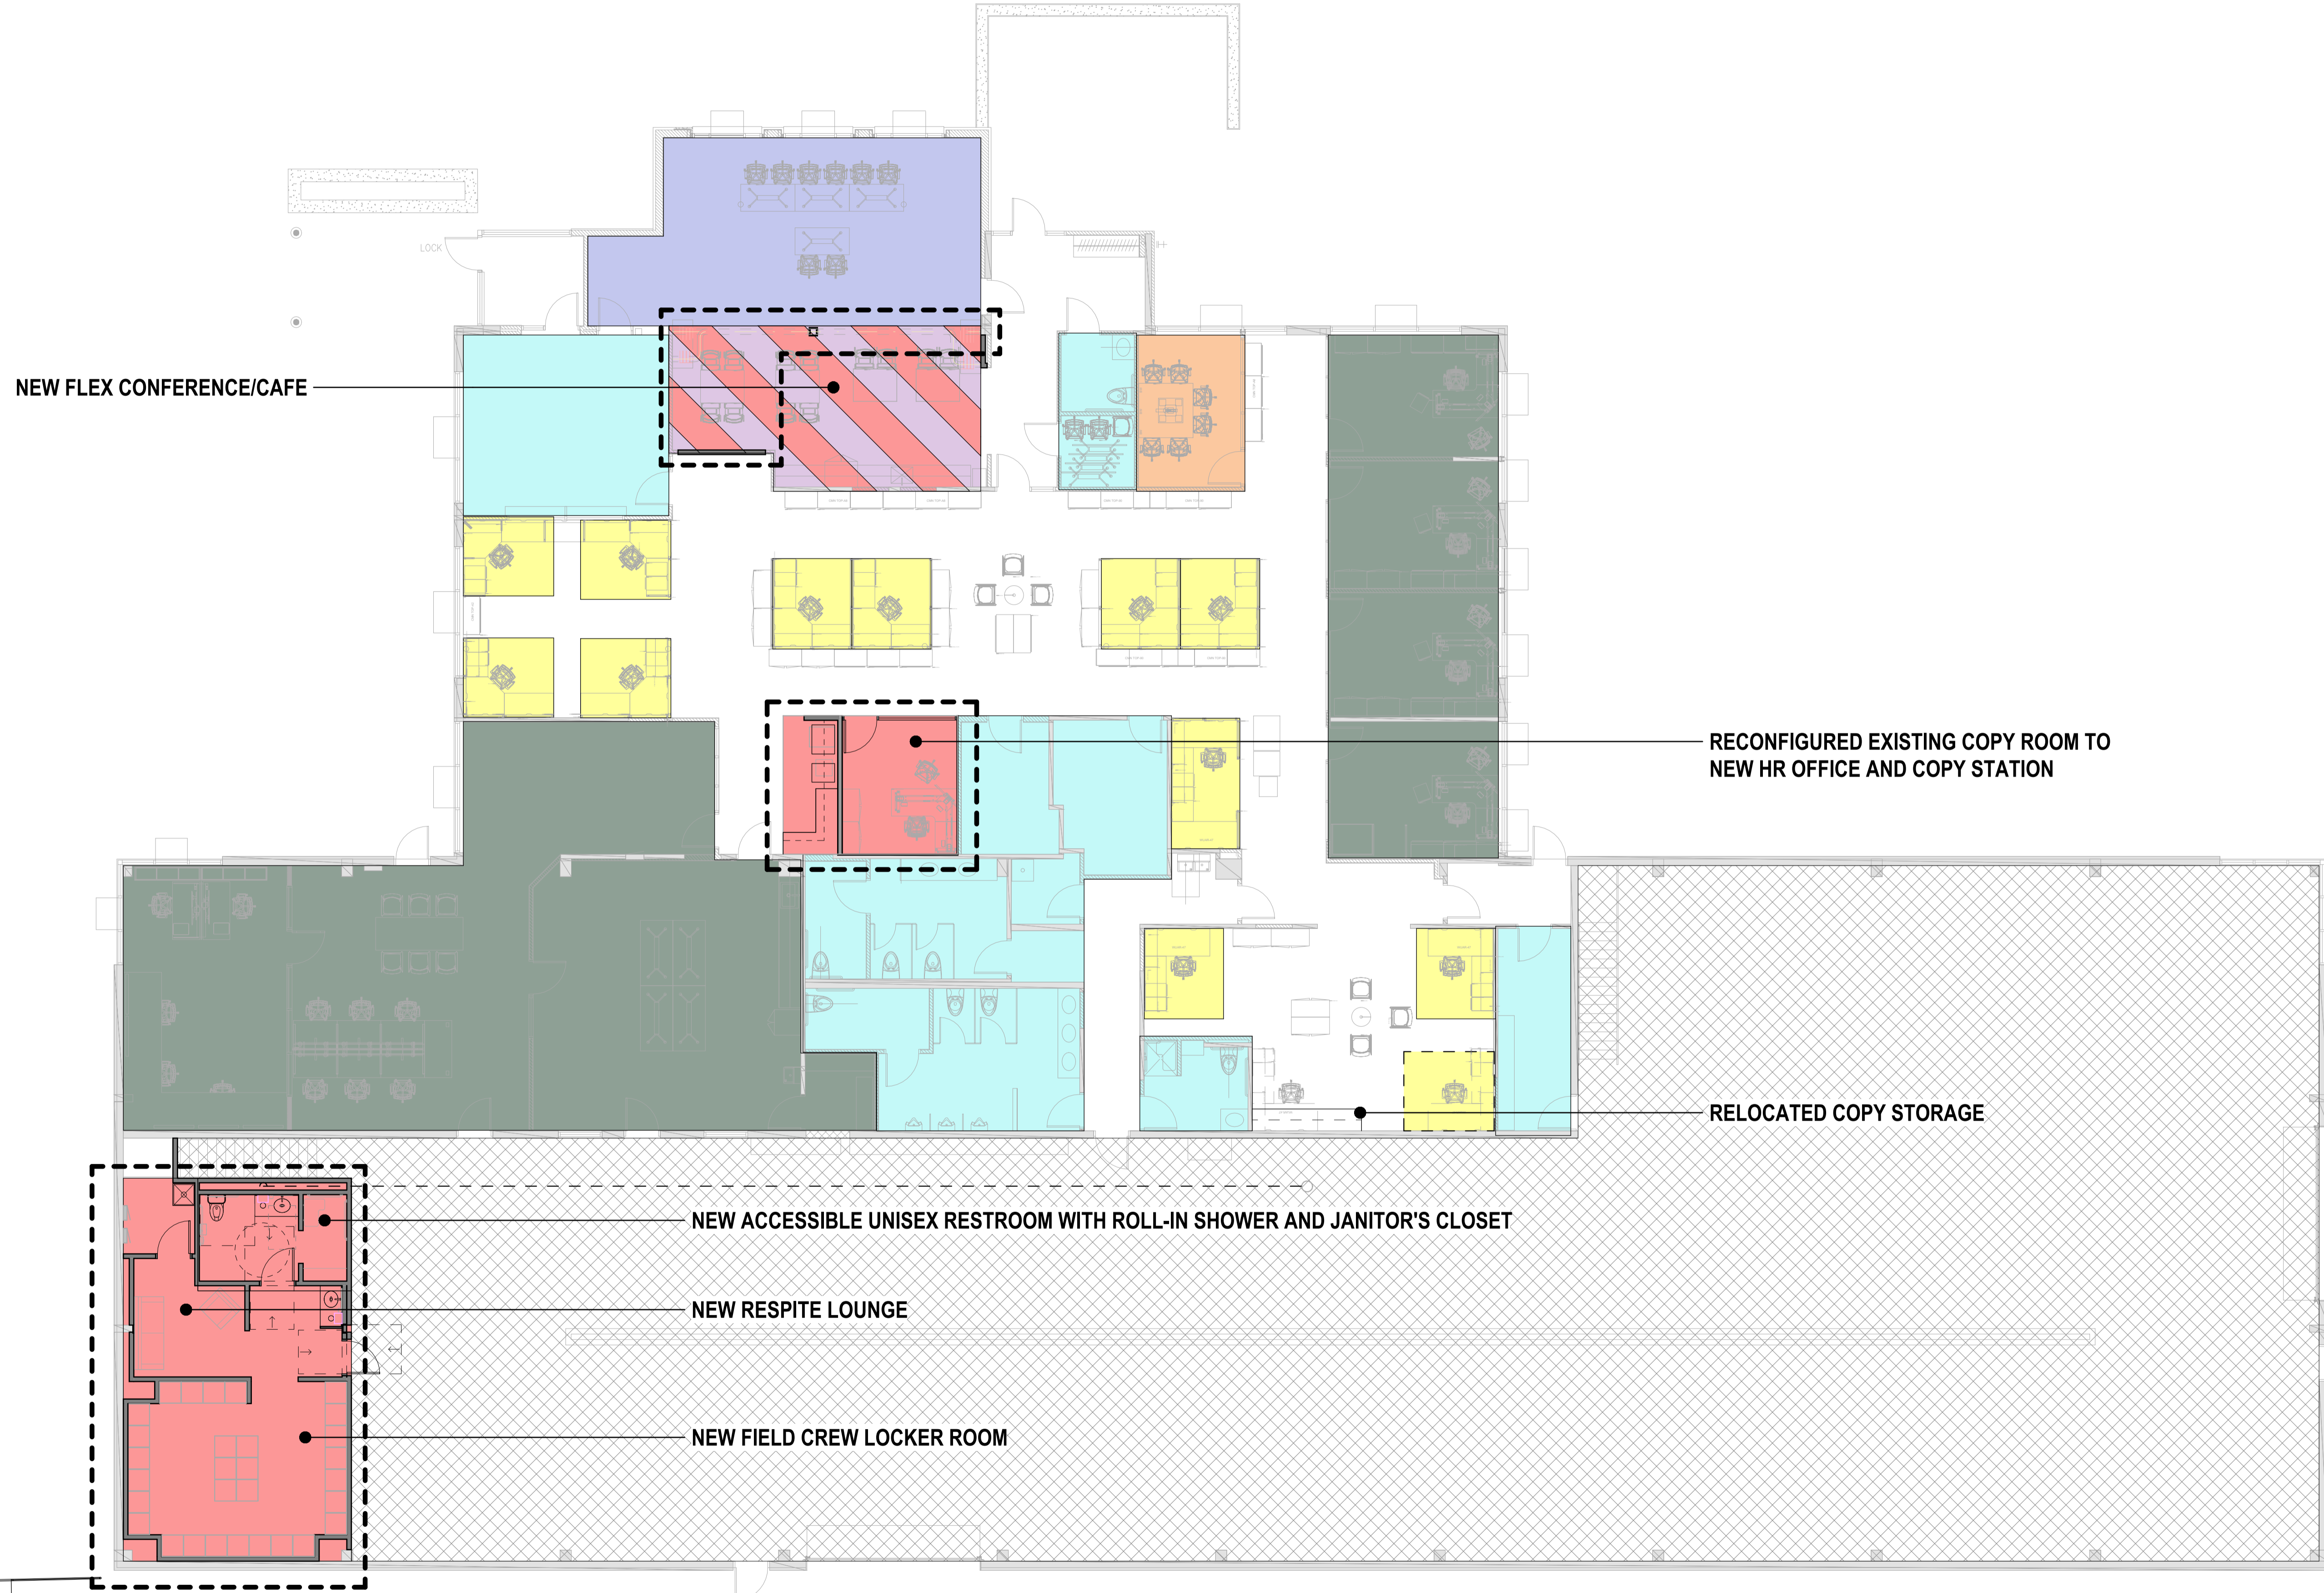 LOCK
NEW FLEX CONFERENCE/CAFE
RECONFIGURED EXISTING COPY ROOM TO
NEW HR OFFICE AND COPY STATION
RELOCATED COPY STORAGE
NEW ACCESSIBLE UNISEX RESTROOM WITH ROLL-IN SHOWER AND JANITOR'S CLOSET
NEW RESPITE LOUNGE
NEW FIELD CREW LOCKER ROOM